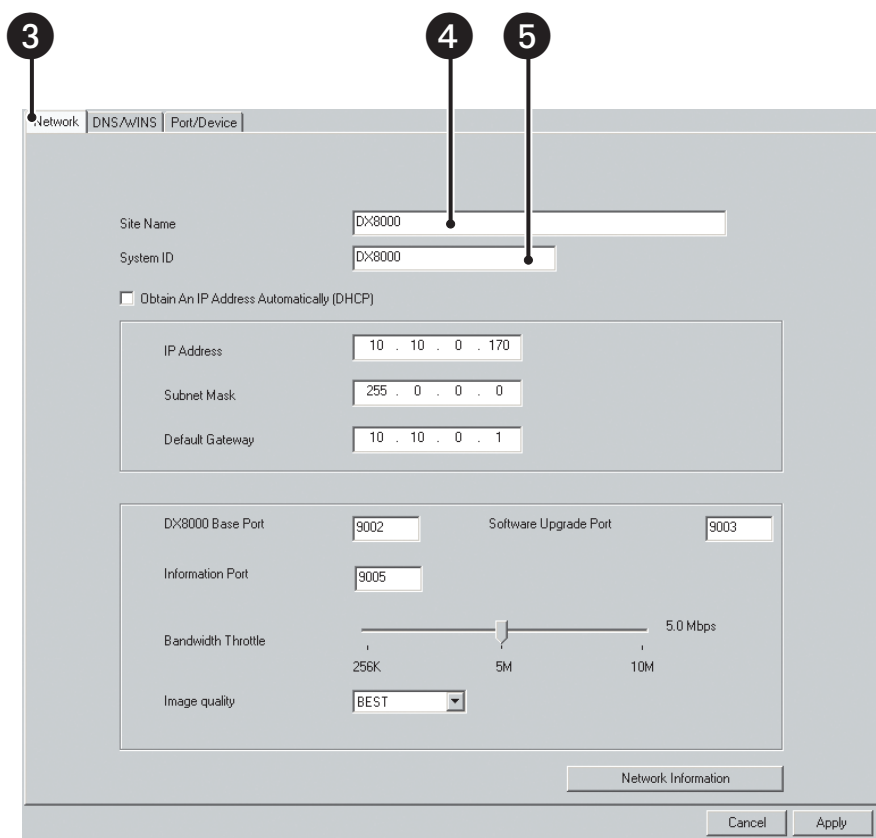 3 4 5
Network DNS/WINS Port/Device
Site Name DX8000
System ID DX8000
Obtain An IP Address Automatically (DHCP)
IP Address 10 . 10 . 0 . 170
Subnet Mask 255 . 0 . 0 . 0
Default Gateway 10 . 10 . 0 . 1
DX8000 Base Port 9002 Software Upgrade Port 9003
Information Port 9005
Bandwidth Throttle 5.0 Mbps
256K 5M 10M
Image quality BEST
Network Information
Cancel Apply